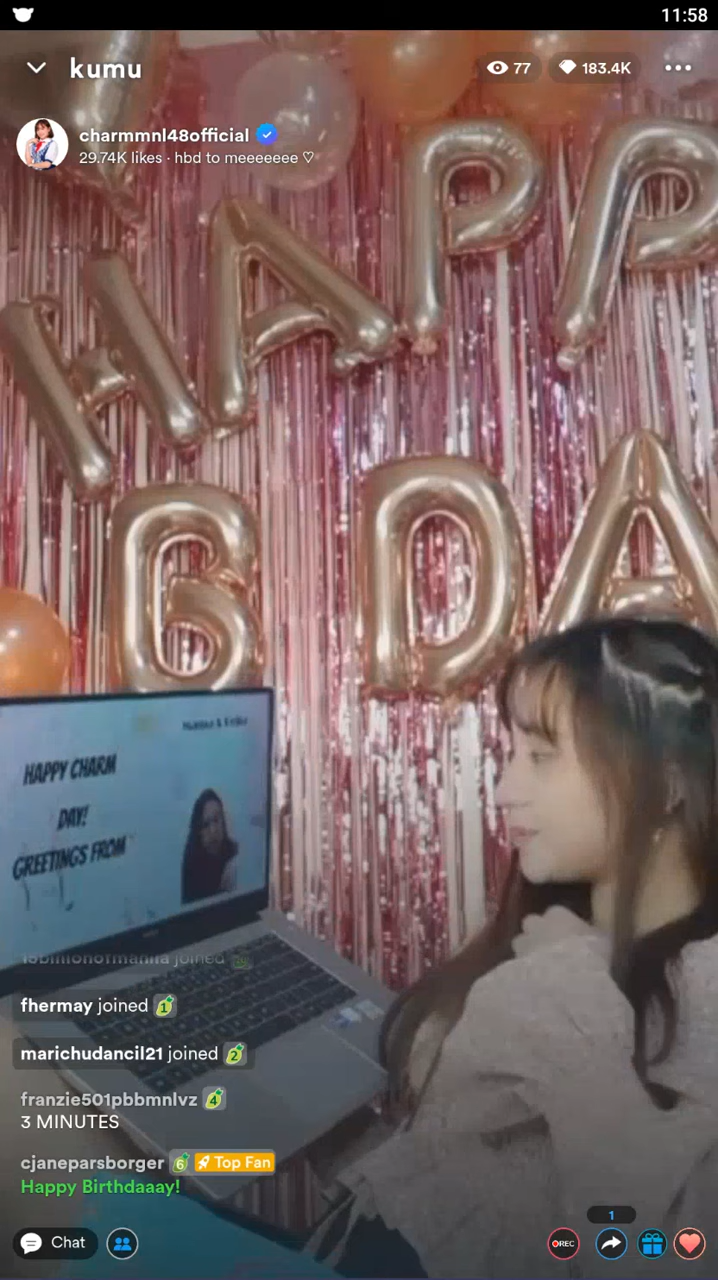 11:58
kumu
77
183.4K
charmmnl48official
29.74K likes · hbd to meeeeeee ♡
HAPP
B DA
HAPPY CHARM
DAY!
GREETINGS FROM
joined
fhermay joined 1
marichudancil21 joined 2
franzie501pbbmnlvz 4
3 MINUTES
cjaneparsborger 6 Top Fan
Happy Birthdaaay!
1
Chat
REC